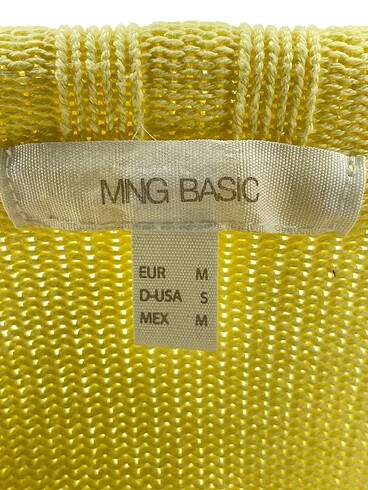 MNG BASIC
EUR M
D-USA S
MEX M